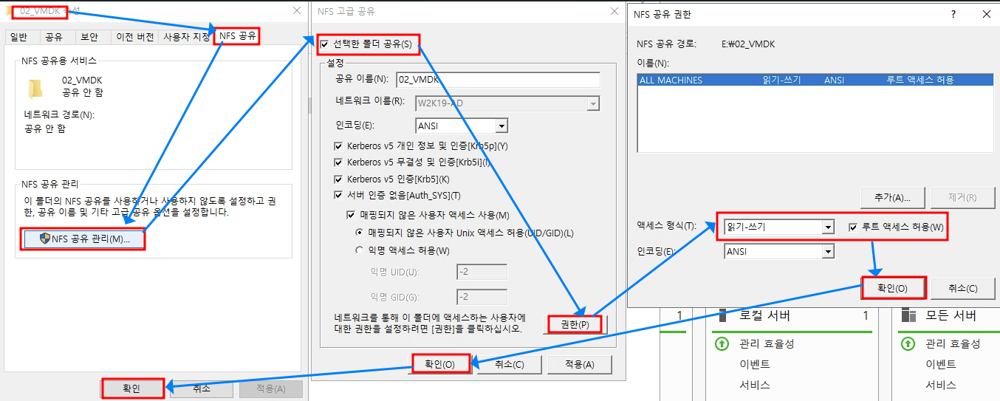 02_VMDK 속성
일반
공유
보안
이전 버전
사용자 지정
NFS 공유
NFS 공유용 서비스
02_VMDK
공유 안 함
네트워크 경로(N):
공유 안 함
NFS 공유 관리
이 폴더의 NFS 공유를 사용하거나 사용하지 않도록 설정하고 권
한, 공유 이름 및 기타 고급 공유 옵션을 설정합니다.
NFS 공유 관리(M)...
확인
취소
적용(A)
NFS 고급 공유
선택한 폴더 공유(S)
설정
공유 이름(N):
02_VMDK
네트워크 이름(R):
W2K19-AD
인코딩(E):
ANSI
Kerberos v5 개인 정보 및 인증[Krb5p](Y)
Kerberos v5 무결성 및 인증[Krb5i](I)
Kerberos v5 인증[Krb5](K)
서버 인증 없음[Auth_SYS](T)
매핑되지 않은 사용자 액세스 사용(M)
매핑되지 않은 사용자 Unix 액세스 허용(UID/GID)(L)
익명 액세스 허용(W)
익명 UID(U):
-2
익명 GID(G):
-2
네트워크를 통해 이 폴더에 액세스하는 사용자에
대한 권한을 설정하려면 [권한]을 클릭하십시오.
권한(P)
확인(O)
취소(C)
적용(A)
NFS 공유 권한
?
NFS 공유 경로:
E:₩02_VMDK
이름(N):
ALL MACHINES 읽기-쓰기 ANSI 루트 액세스 허용
추가(A)...
제거(R)
액세스 형식(T):
읽기-쓰기
루트 액세스 허용(W)
인코딩(E):
ANSI
확인(O)
취소(C)
1
로컬 서버
1
관리 효율성
이벤트
서비스
모든 서버
관리 효율성
이벤트
서비스